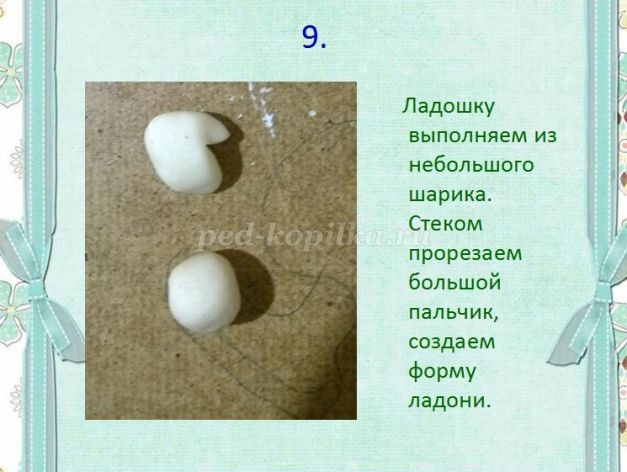 9.
Ладошку
выполняем из
небольшого
шарика.
Стеком
прорезаем
большой
пальчик,
создаем
форму
ладони.
ped-kopilka.ru